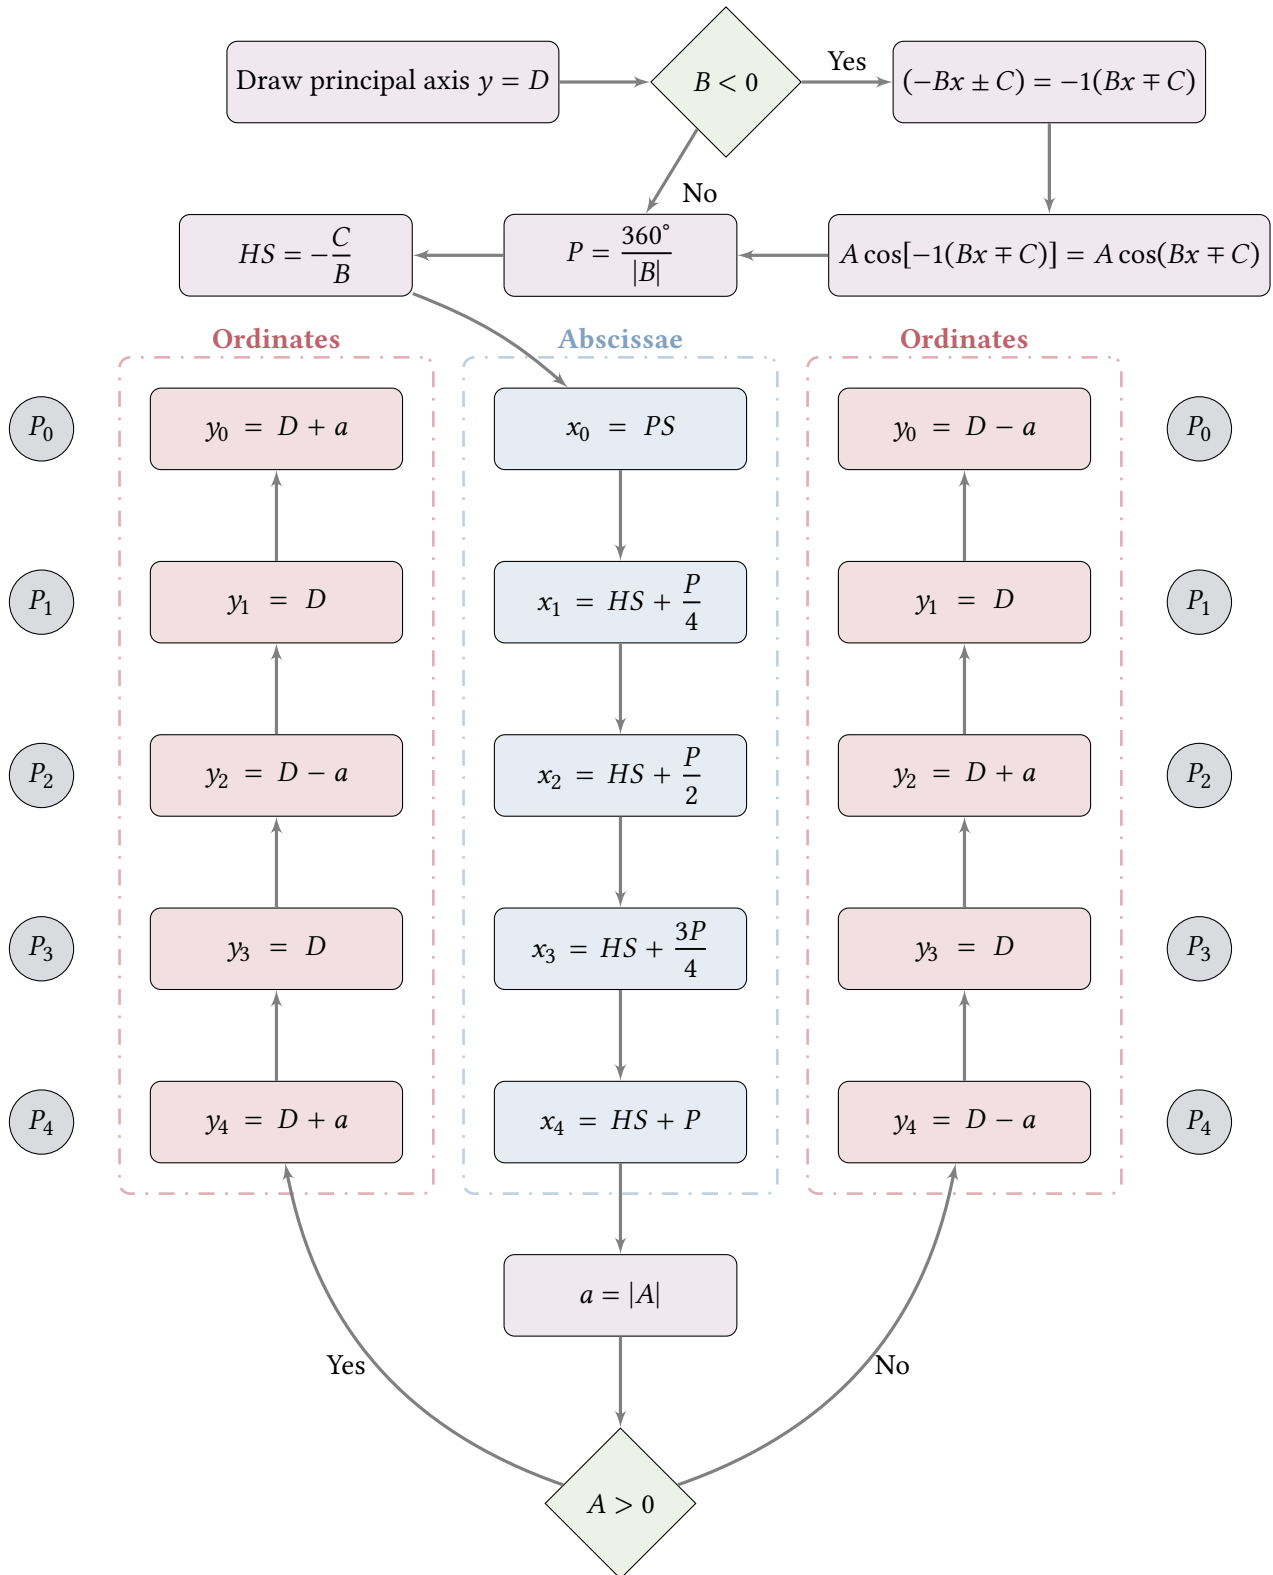 Draw principal axis y = D
B < 0
Yes
(-Bx ± C) = -1(Bx ∓ C)
No
HS = -C/B
P = 360°/|B|
A cos[-1(Bx ∓ C)] = A cos(Bx ∓ C)
Ordinates
Abscissae
Ordinates
P₀
y₀ = D + a
x₀ = PS
y₀ = D - a
P₀
P₁
y₁ = D
x₁ = HS + P/4
y₁ = D
P₁
P₂
y₂ = D - a
x₂ = HS + P/2
y₂ = D + a
P₂
P₃
y₃ = D
x₃ = HS + 3P/4
y₃ = D
P₃
P₄
y₄ = D + a
x₄ = HS + P
y₄ = D - a
P₄
a = |A|
Yes
No
A > 0